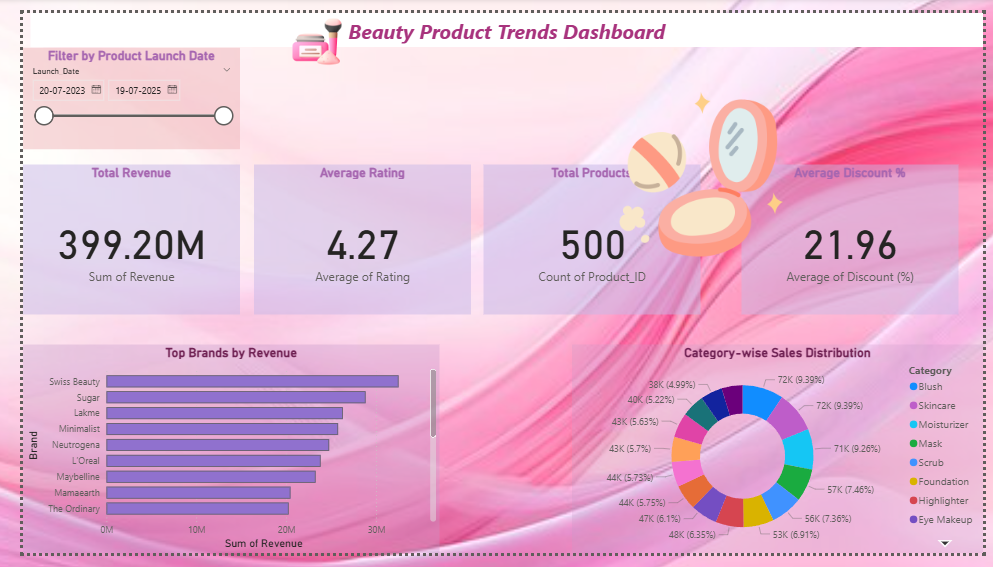 Beauty Product Trends Dashboard
Filter by Product Launch Date
Launch Date
20-07-2023 19-07-2025
Total Revenue
399.20M
Sum of Revenue
Average Rating
4.27
Average of Rating
Total Products
500
Count of Product_ID
Average Discount %
21.96
Average of Discount (%)
Top Brands by Revenue
Brand
Swiss Beauty
Sugar
Lakme
Minimalist
Neutrogena
L'Oreal
Maybelline
Mamaearth
The Ordinary
0M 10M 20M 30M
Sum of Revenue
Category-wise Sales Distribution
72K (9.39%)
72K (9.39%)
71K (9.26%)
57K (7.46%)
56K (7.36%)
53K (6.91%)
48K (6.35%)
47K (6.1%)
44K (5.75%)
44K (5.73%)
43K (5.7%)
43K (5.63%)
40K (5.22%)
38K (4.99%)
Category
Blush
Skincare
Moisturizer
Mask
Scrub
Foundation
Highlighter
Eye Makeup